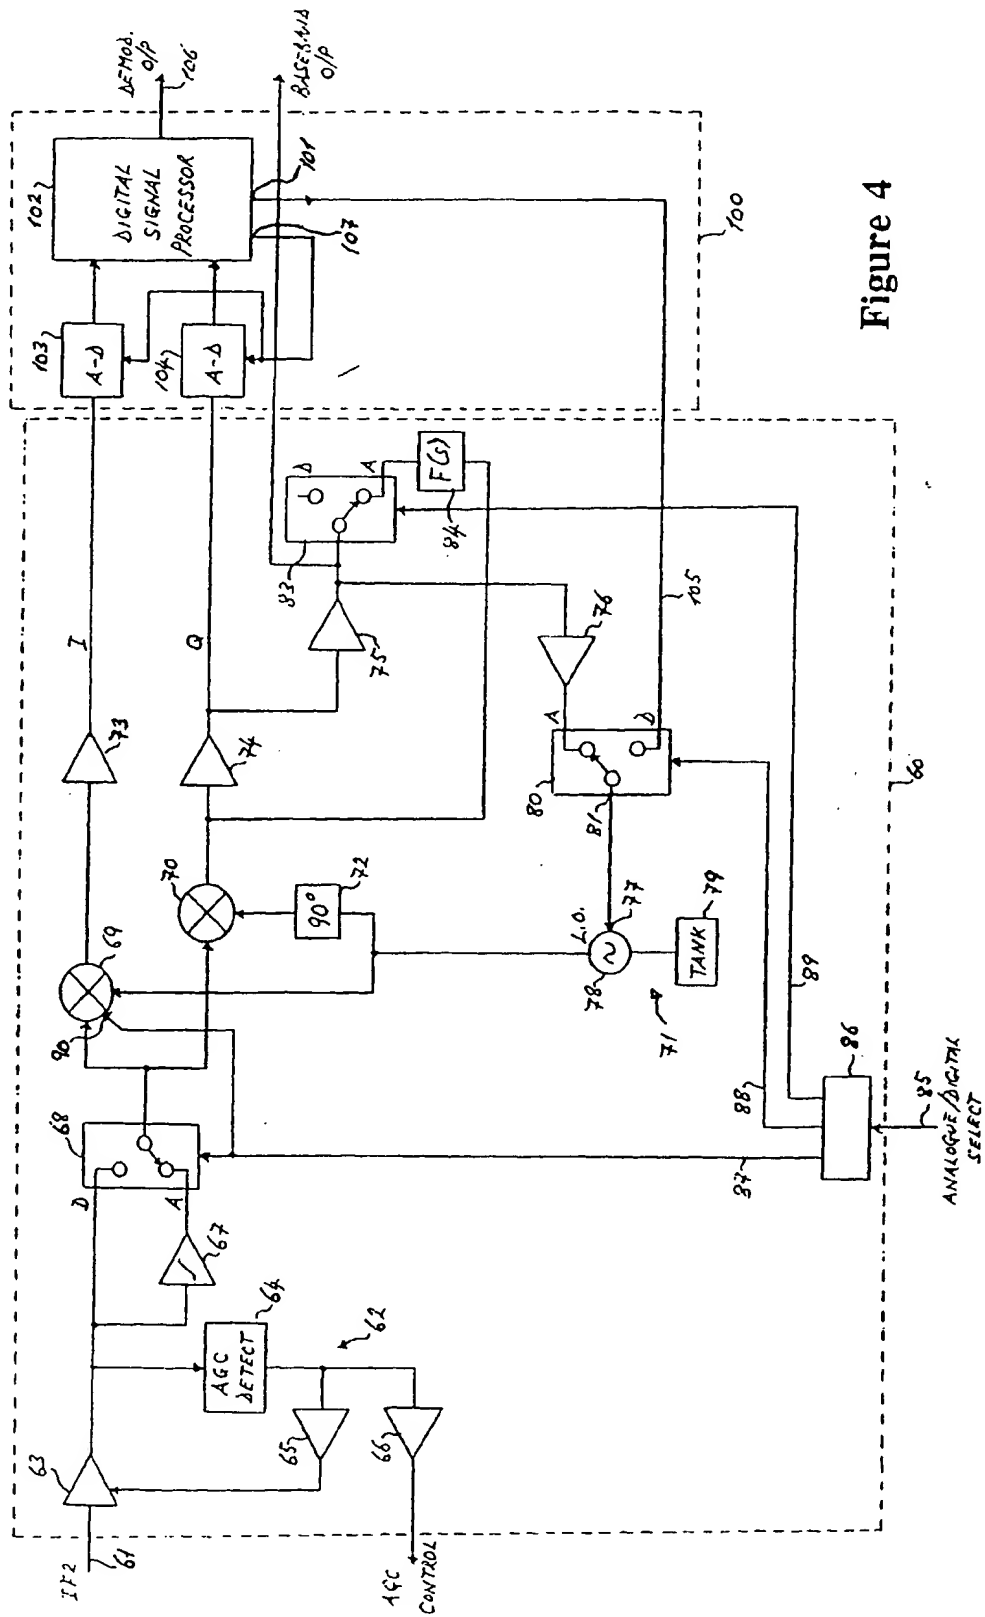 IF2
61
63
AGC
DETECT
64
62
65
66
AGC
CONTROL
67
68
D
A
90
69
70
72
90°
73
I
74
Q
75
83
D
A
F(s)
84
76
80
A
D
81
L.O.
77
78
79
TANK
71
105
85
ANALOGUE/DIGITAL
SELECT
86
87
88
89
60
103
A-D
104
A-D
102
DIGITAL
SIGNAL
PROCESSOR
101
107
DEMOD.
O/P
106
BASEBAND
O/P
100
Figure 4